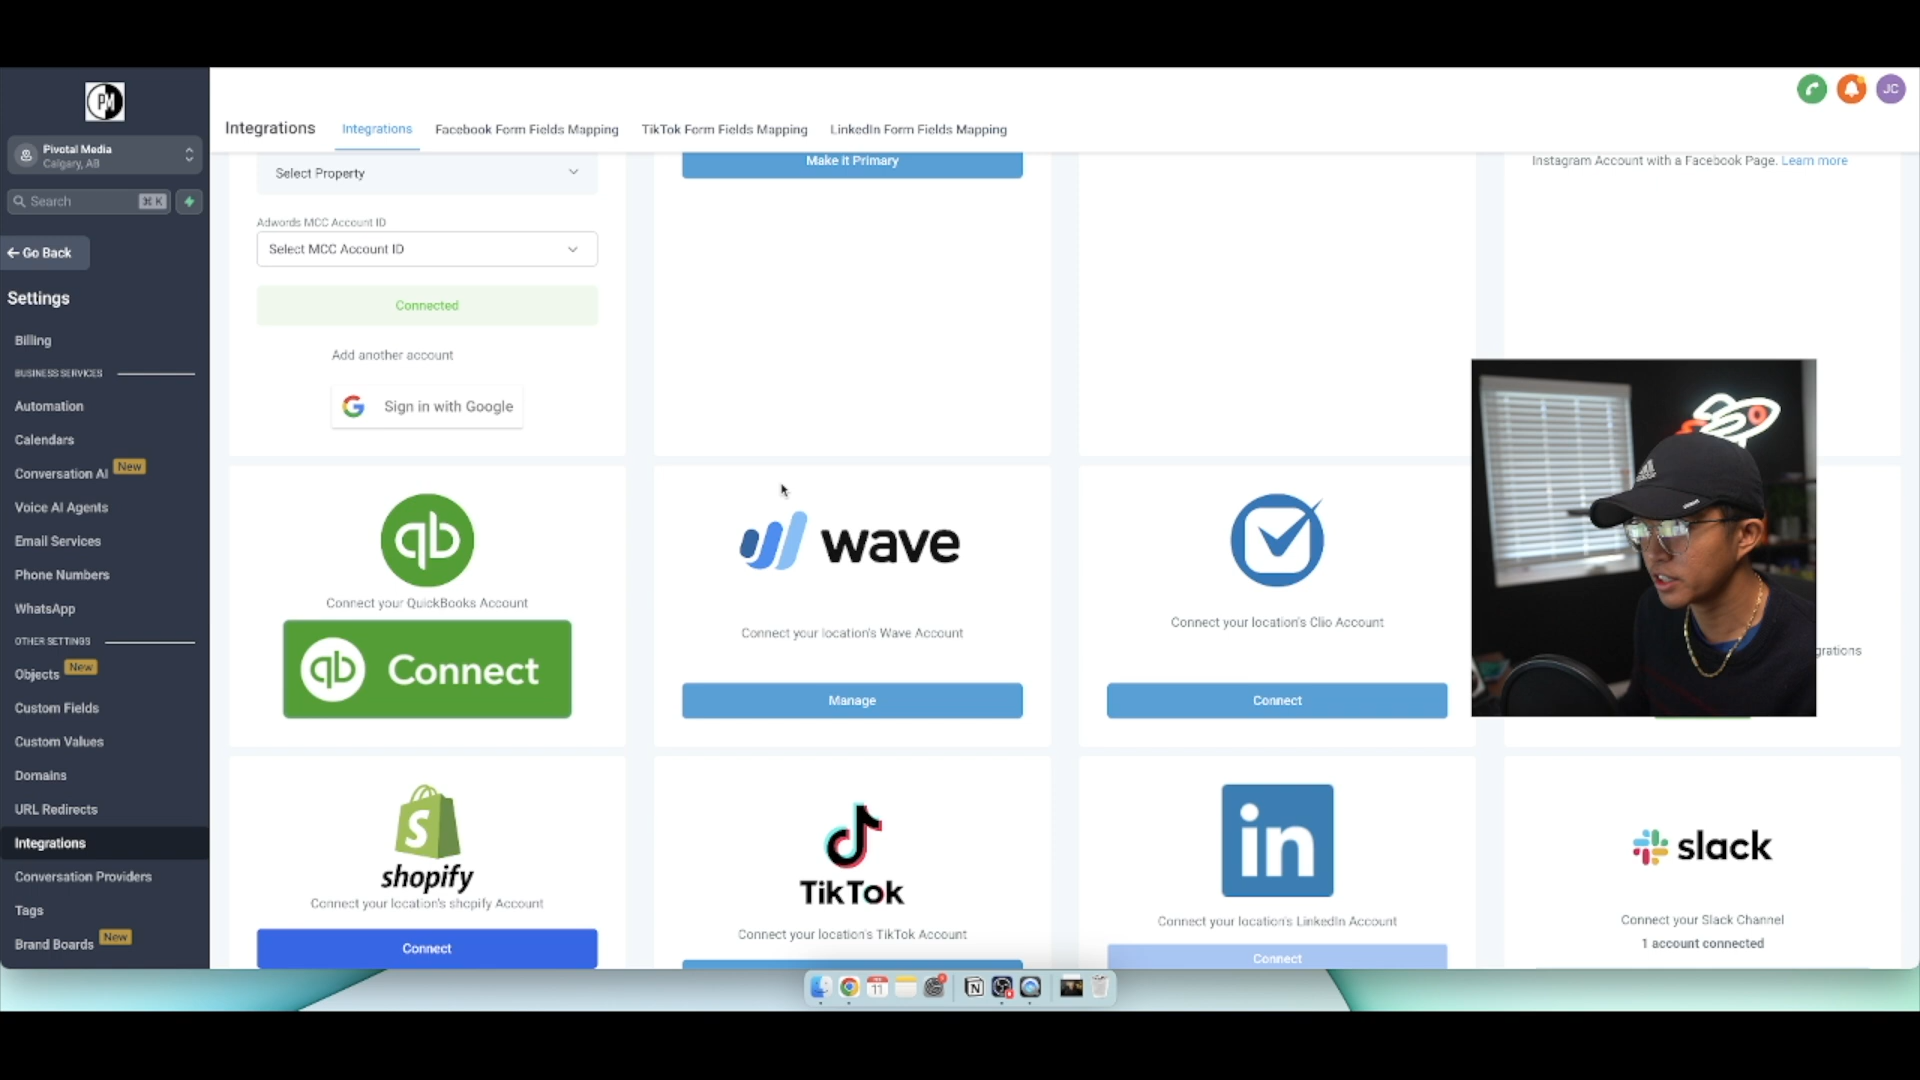 PM
Pivotal Media
Calgary, AB
Search
⌘ K
← Go Back
Settings
Billing
BUSINESS SERVICES
Automation
Calendars
Conversation AI New
Voice AI Agents
Email Services
Phone Numbers
WhatsApp
OTHER SETTINGS
Objects New
Custom Fields
Custom Values
Domains
URL Redirects
Integrations
Conversation Providers
Tags
Brand Boards New
JC
Integrations Integrations Facebook Form Fields Mapping TikTok Form Fields Mapping LinkedIn Form Fields Mapping
Select Property
Adwords MCC Account ID
Select MCC Account ID
Connected
Add another account
Sign in with Google
Make it Primary
Instagram Account with a Facebook Page. Learn more
qb
Connect your QuickBooks Account
qb Connect
wave
Connect your location's Wave Account
Manage
Connect your location's Clio Account
Connect
grations
shopify
Connect your location's shopify Account
Connect
TikTok
Connect your location's TikTok Account
in
Connect your location's LinkedIn Account
Connect
slack
Connect your Slack Channel
1 account connected
11